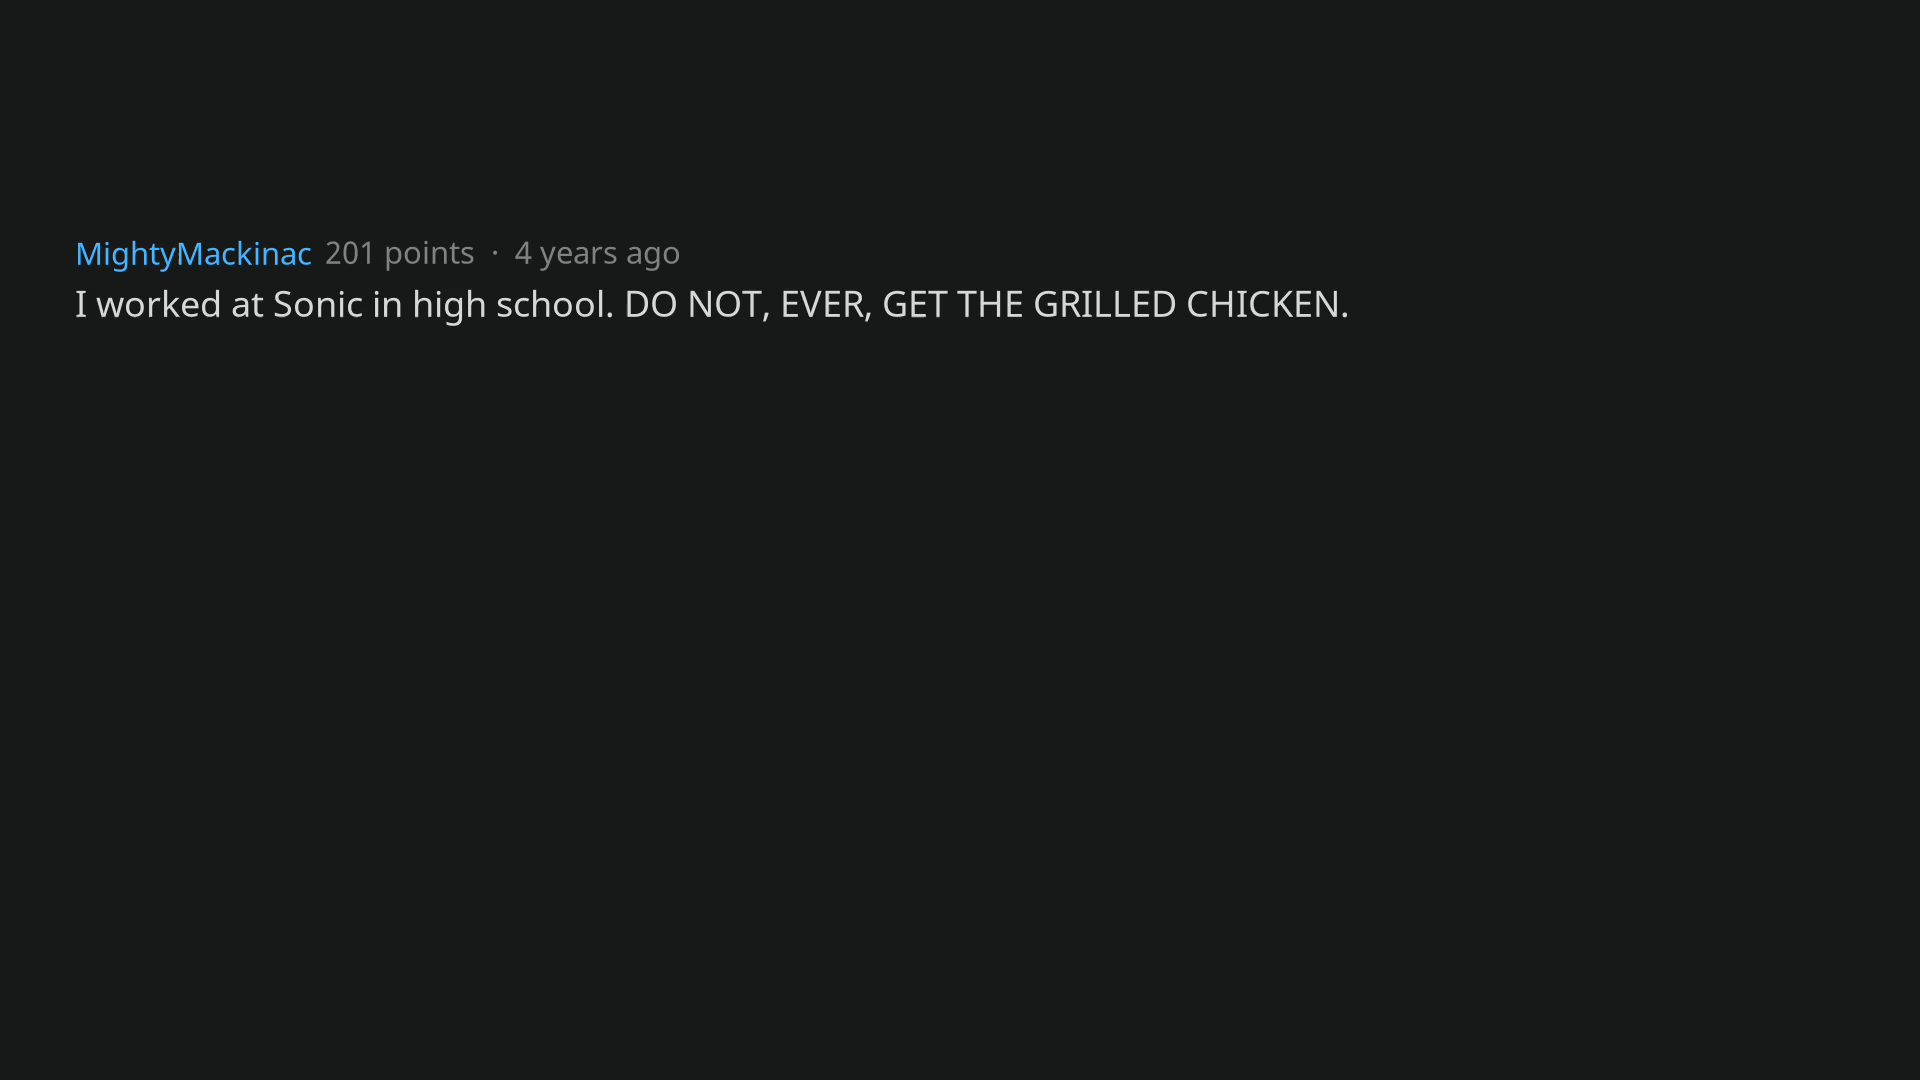 MightyMackinac 201 points · 4 years ago
I worked at Sonic in high school. DO NOT, EVER, GET THE GRILLED CHICKEN.